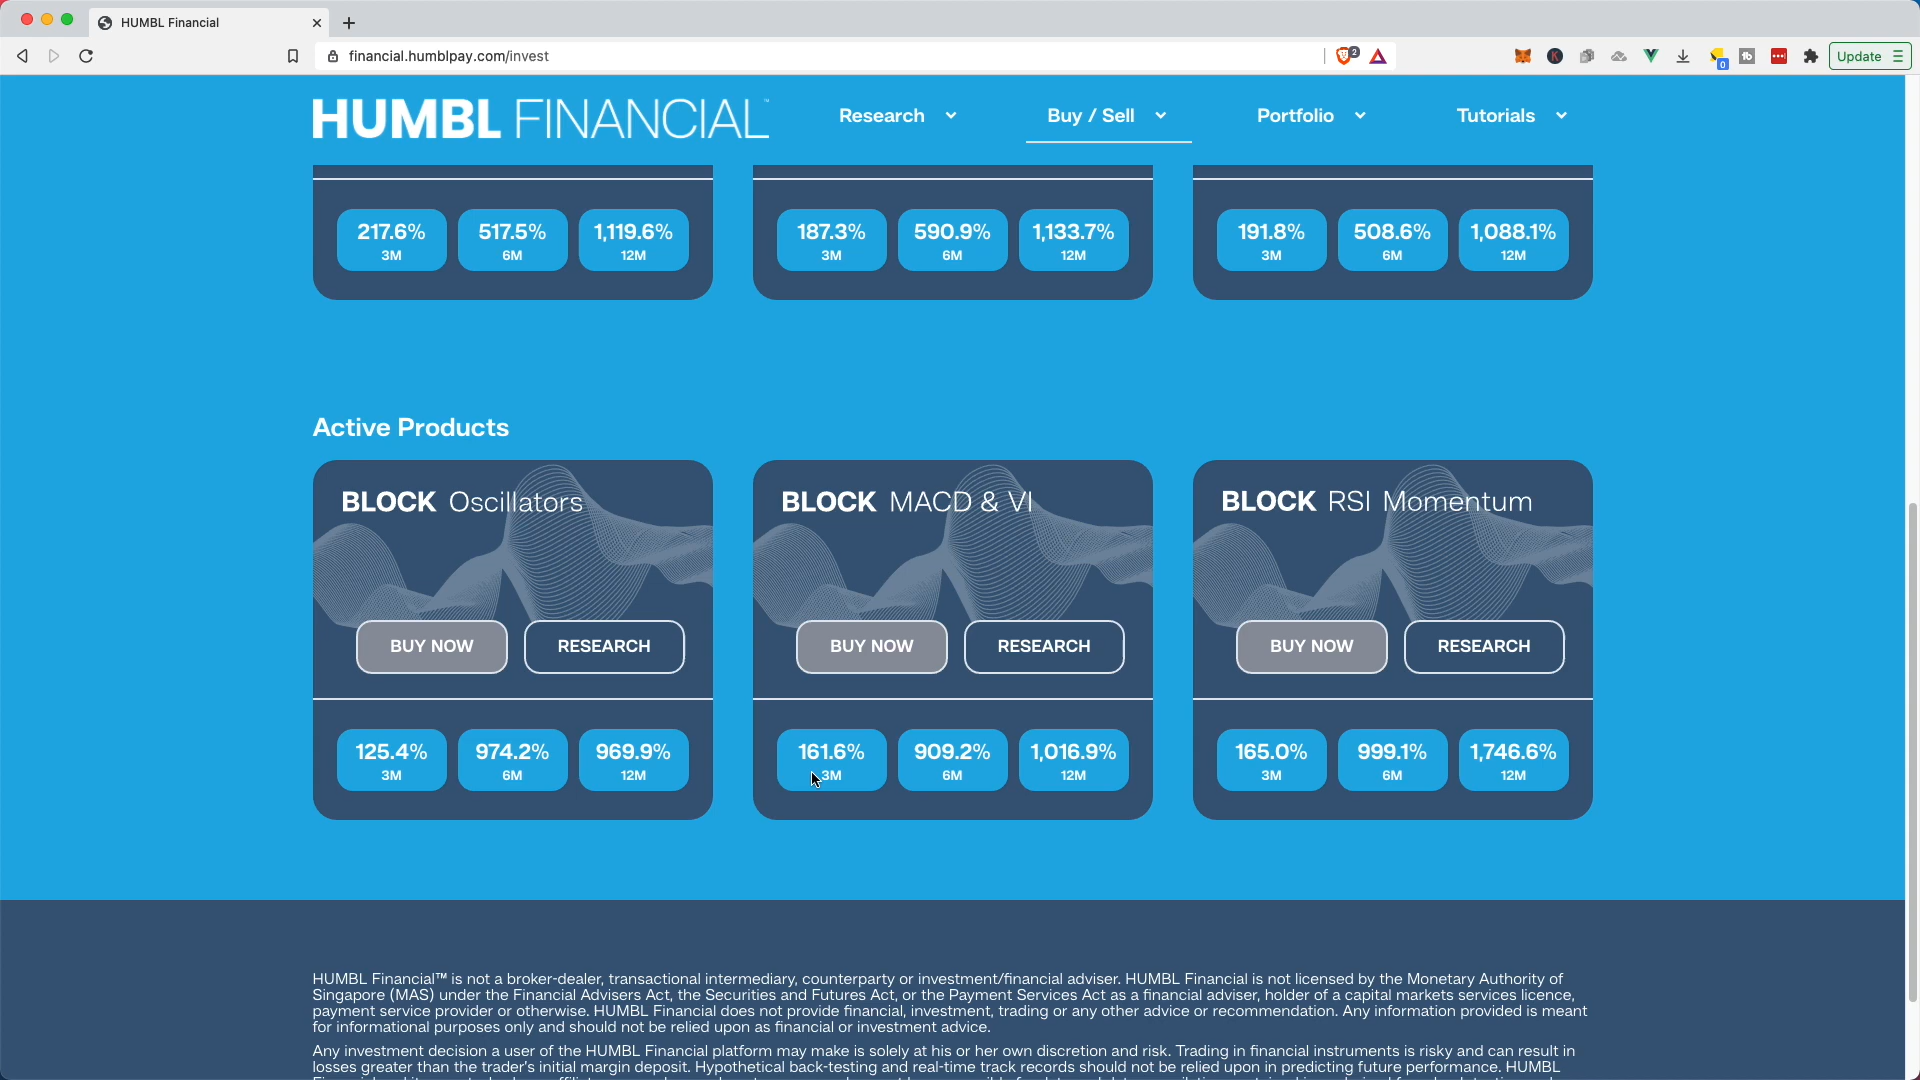 HUMBL Financial
financial.humblpay.com/invest
2
0
Update
HUMBL FINANCIAL
Research
Buy / Sell
Portfolio
Tutorials
217.6% 517.5% 1,119.6%
3M 6M 12M
187.3% 590.9% 1,133.7%
3M 6M 12M
191.8% 508.6% 1,088.1%
3M 6M 12M
Active Products
BLOCK Oscillators
BUY NOW RESEARCH
125.4% 974.2% 969.9%
3M 6M 12M
BLOCK MACD & VI
BUY NOW RESEARCH
161.6% 909.2% 1,016.9%
3M 6M 12M
BLOCK RSI Momentum
BUY NOW RESEARCH
165.0% 999.1% 1,746.6%
3M 6M 12M
HUMBL Financial™ is not a broker-dealer, transactional intermediary, counterparty or investment/financial adviser. HUMBL Financial is not licensed by the Monetary Authority of
Singapore (MAS) under the Financial Advisers Act, the Securities and Futures Act, or the Payment Services Act as a financial adviser, holder of a capital markets services licence,
payment service provider or otherwise. HUMBL Financial does not provide financial, investment, trading or any other advice or recommendation. Any information provided is meant
for informational purposes only and should not be relied upon as financial or investment advice.
Any investment decision a user of the HUMBL Financial platform may make is solely at his or her own discretion and risk. Trading in financial instruments is risky and can result in
losses greater than the trader's initial margin deposit. Hypothetical back-testing and real-time track records should not be relied upon in predicting future performance. HUMBL